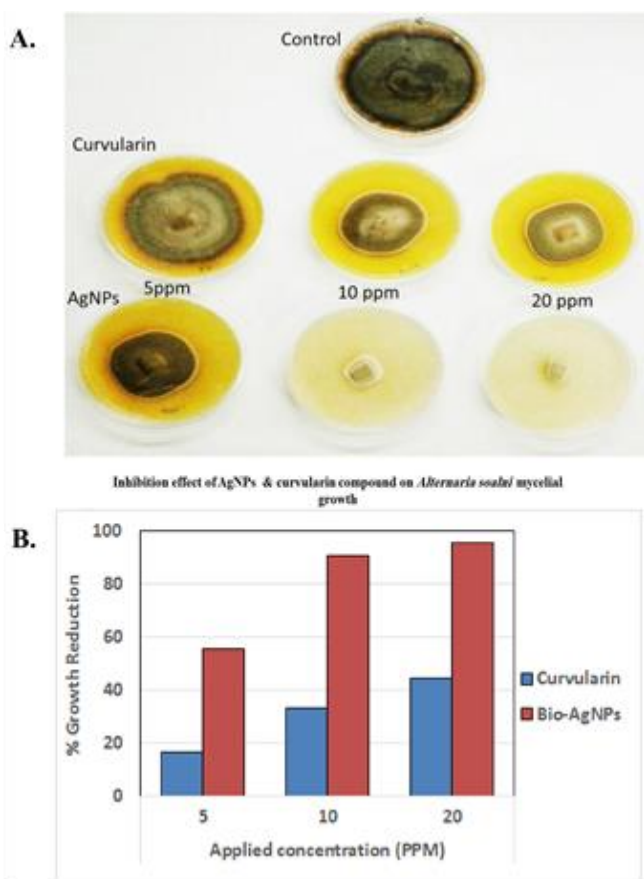 A.
Control
Curvularin
5ppm
10 ppm
20 ppm
AgNPs
Inhibition effect of AgNPs & curvularin compound on Alternaria soalni mycelial
growth
B.
% Growth Reduction
100
80
60
40
20
0
5
10
20
Applied concentration (PPM)
Curvularin
Bio-AgNPs